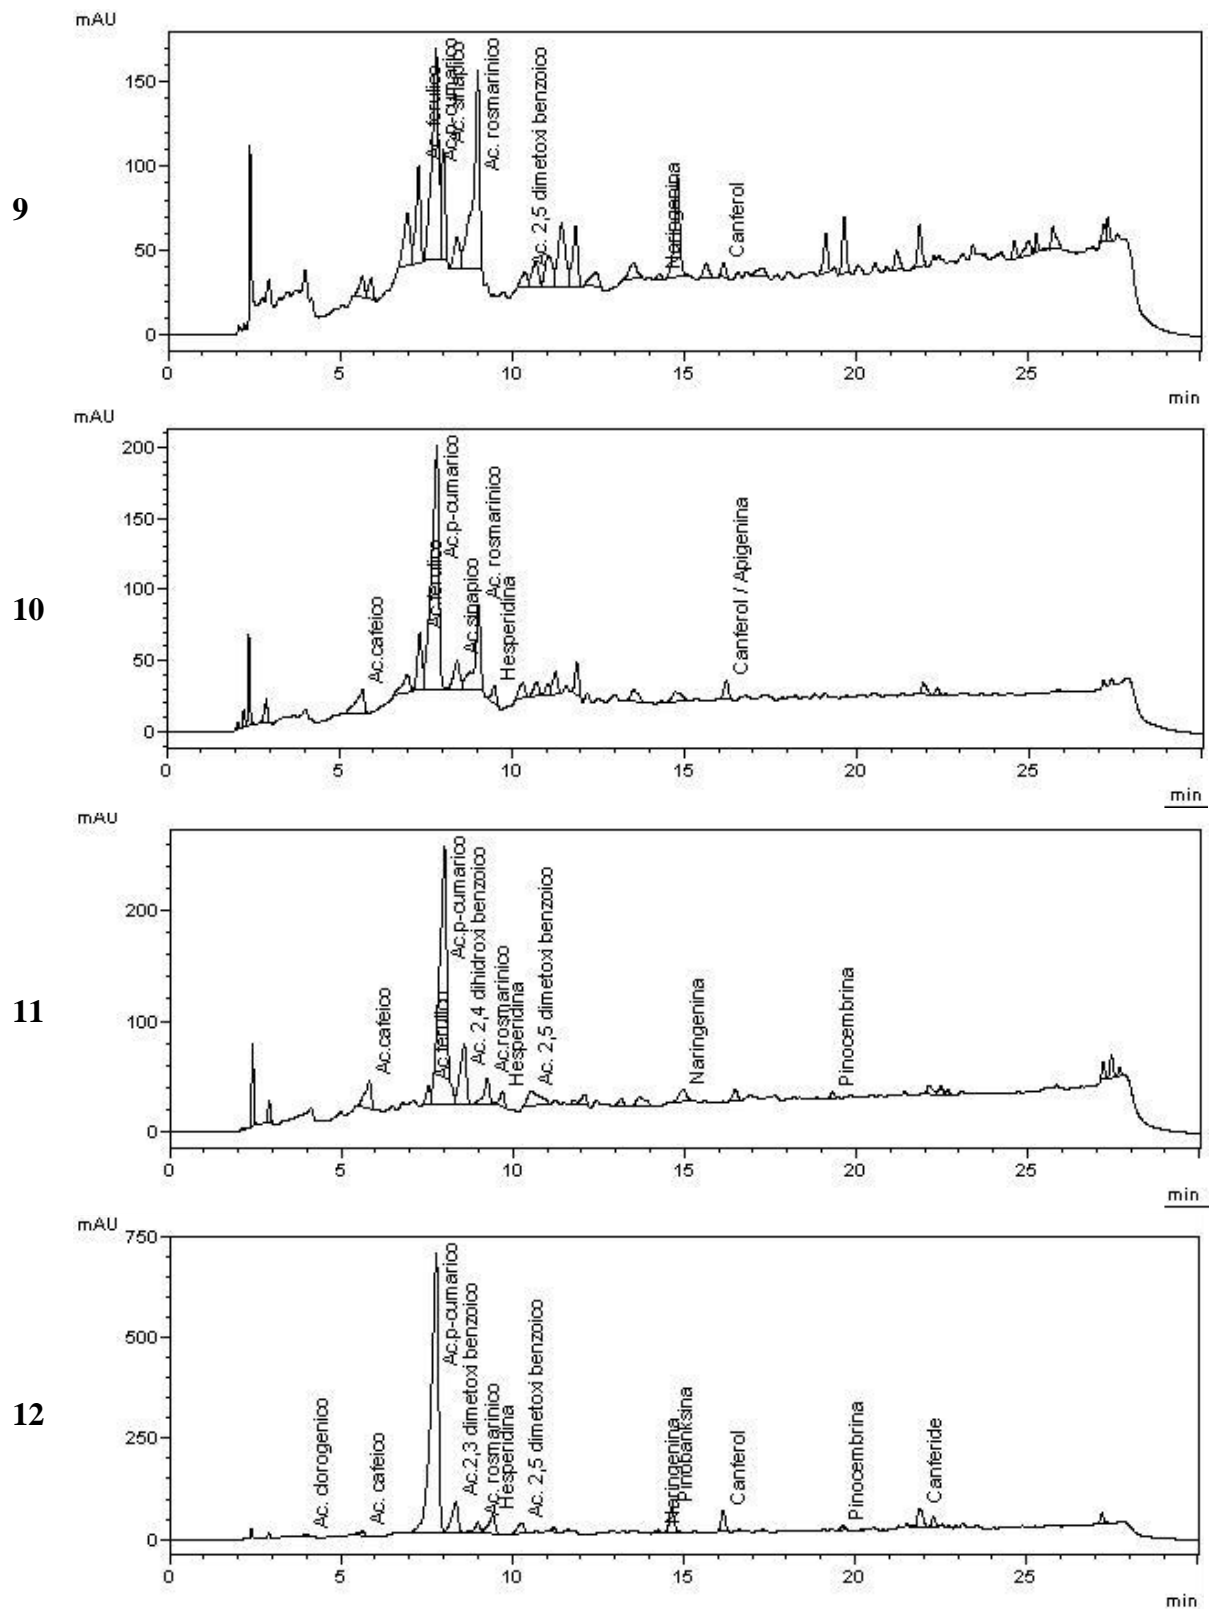 mAU
9
150
100
50
0
Ac. ferulico
Ac.p-cumarico
Ac. sinapico
Ac. rosmarinico
Ac. 2,5 dimetoxi benzoico
Naringenina
Canferol
0 5 10 15 20 25
min
mAU
10
200
150
100
50
0
Ac.cafeico
Ac.ferulico
Ac.p-cumarico
Ac.sinapico
Ac. rosmarinico
Hesperidina
Canferol / Apigenina
0 5 10 15 20 25
min
mAU
11
200
100
0
Ac.cafeico
Ac.ferulico
Ac.p-cumarico
Ac. 2,4 dihidroxi benzoico
Ac.rosmarinico
Hesperidina
Ac. 2,5 dimetoxi benzoico
Naringenina
Pinocembrina
0 5 10 15 20 25
min
mAU
12
750
500
250
0
Ac. clorogenico
Ac. cafeico
Ac.p-cumarico
Ac.2,3 dimetoxi benzoico
Ac. rosmarinico
Hesperidina
Ac. 2,5 dimetoxi benzoico
Naringenina
Pinobanksina
Canferol
Pinocembrina
Canferide
0 5 10 15 20 25
min